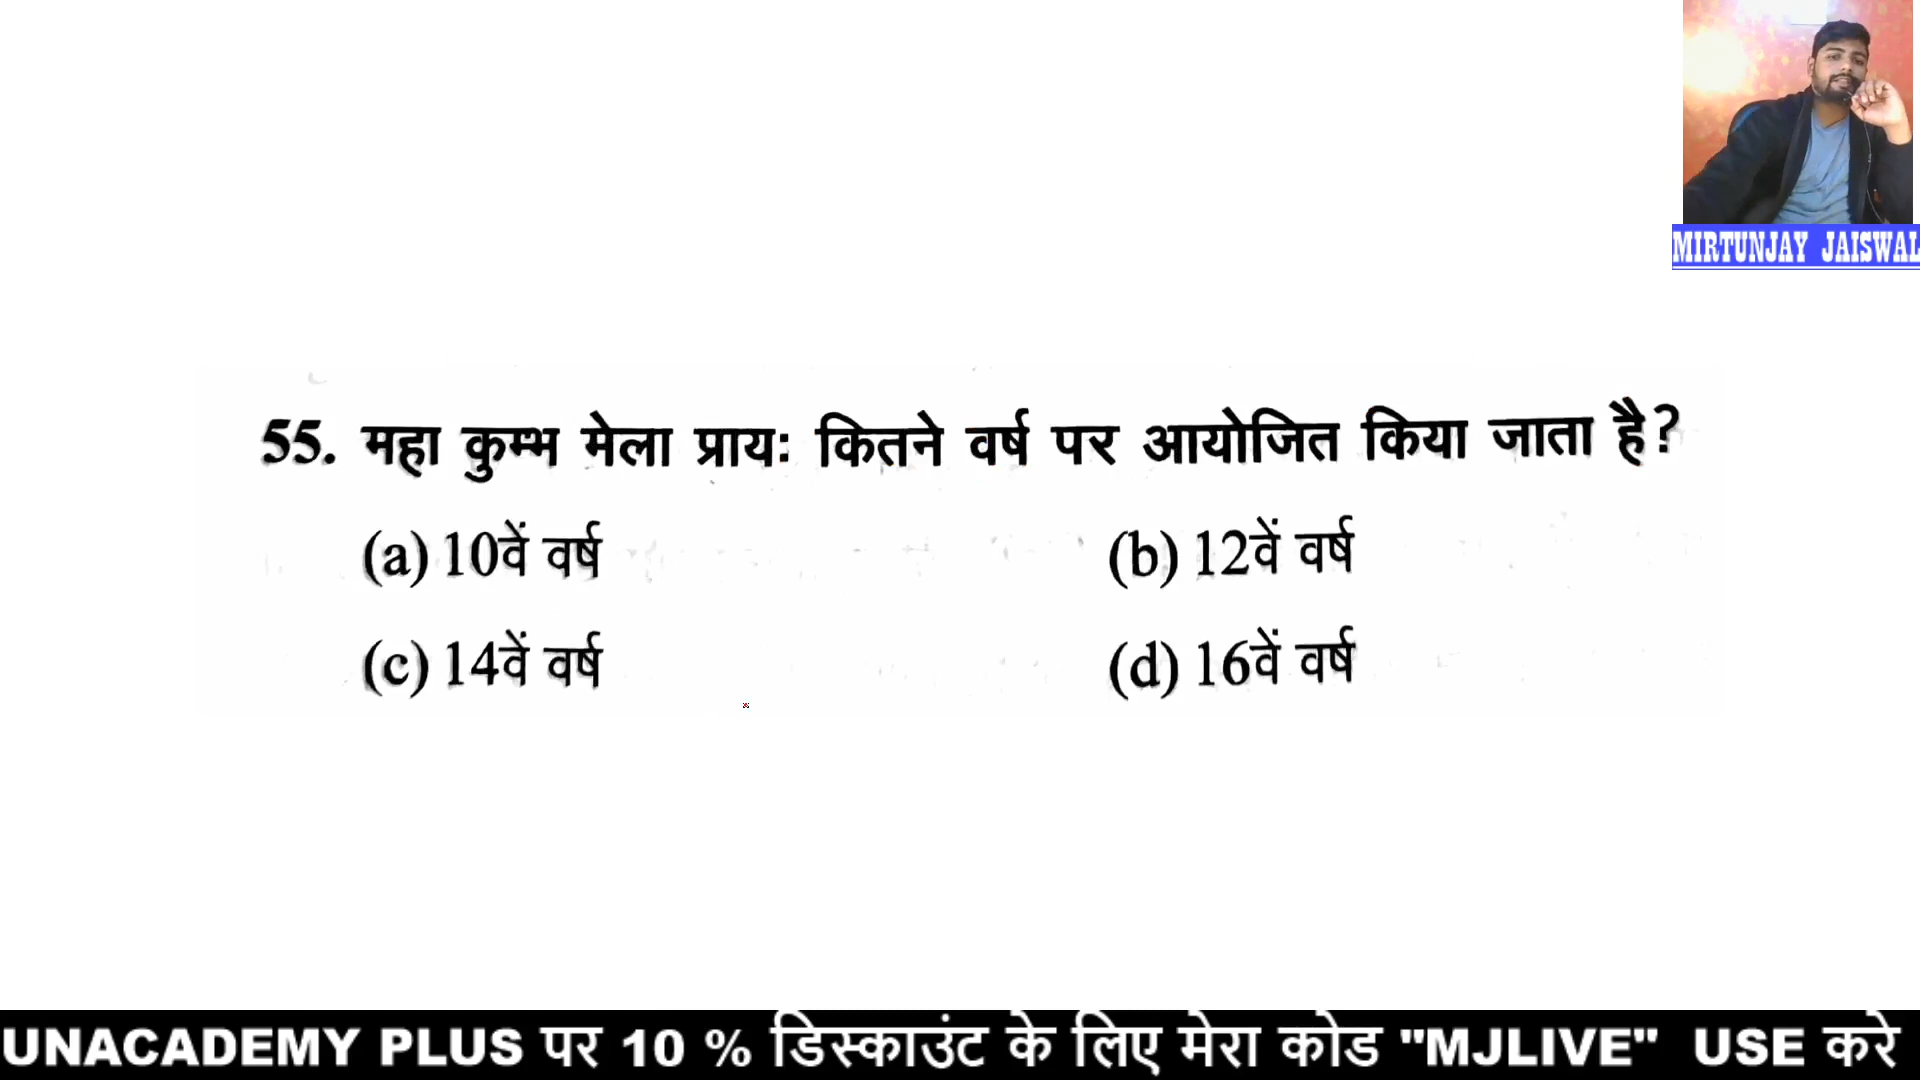 MIRTUNJAY JAISWAL
55. महा कुम्भ मेला प्रायः कितने वर्ष पर आयोजित किया जाता है?
(a) 10वें वर्ष (b) 12वें वर्ष
(c) 14वें वर्ष (d) 16वें वर्ष
UNACADEMY PLUS पर 10 % डिस्काउंट के लिए मेरा कोड "MJLIVE" USE करे